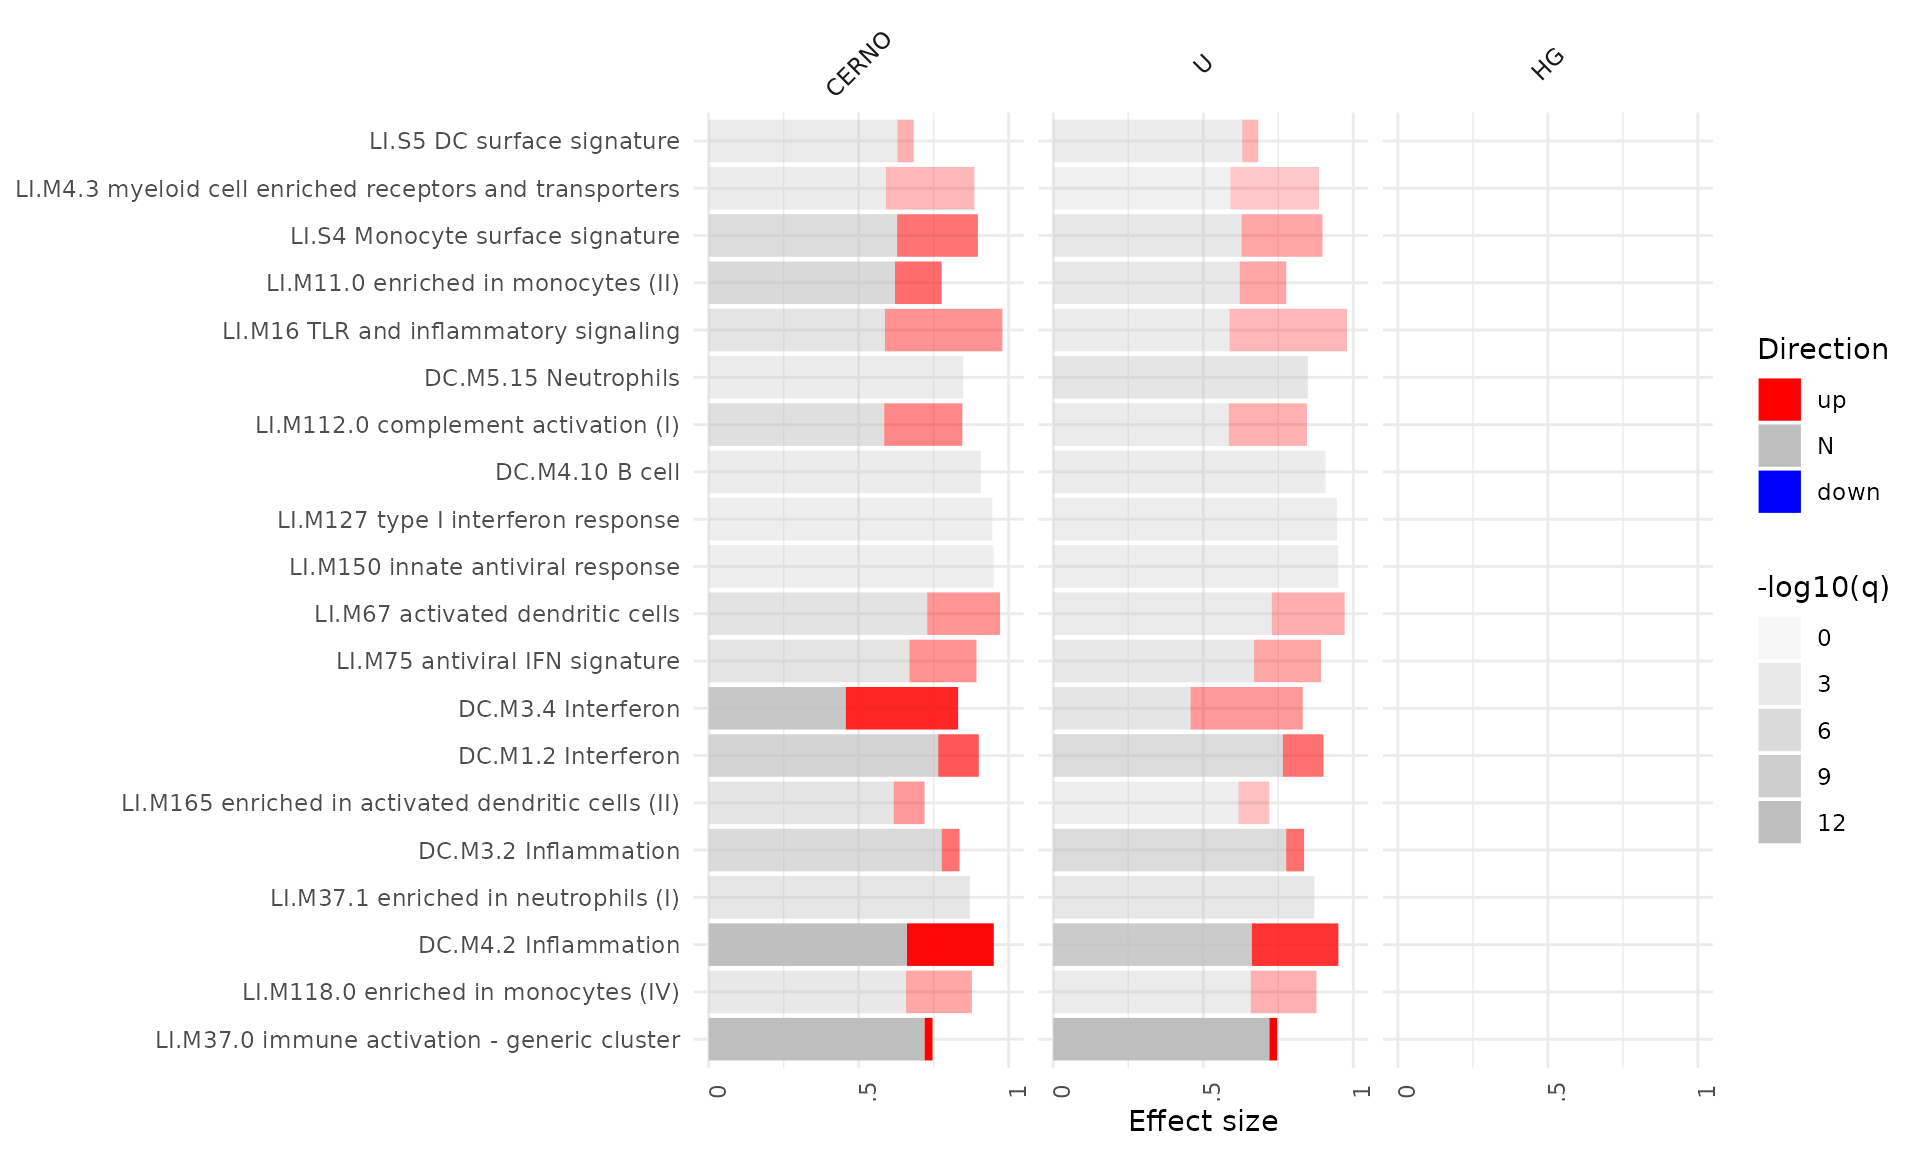 CERNO
U
HG
LI.S5 DC surface signature
LI.M4.3 myeloid cell enriched receptors and transporters
LI.S4 Monocyte surface signature
LI.M11.0 enriched in monocytes (II)
LI.M16 TLR and inflammatory signaling
DC.M5.15 Neutrophils
LI.M112.0 complement activation (I)
DC.M4.10 B cell
LI.M127 type I interferon response
LI.M150 innate antiviral response
LI.M67 activated dendritic cells
LI.M75 antiviral IFN signature
DC.M3.4 Interferon
DC.M1.2 Interferon
LI.M165 enriched in activated dendritic cells (II)
DC.M3.2 Inflammation
LI.M37.1 enriched in neutrophils (I)
DC.M4.2 Inflammation
LI.M118.0 enriched in monocytes (IV)
LI.M37.0 immune activation - generic cluster
0 .5 1 0 .5 1 0 .5 1
Effect size
Direction
up
N
down
-log10(q)
0
3
6
9
12